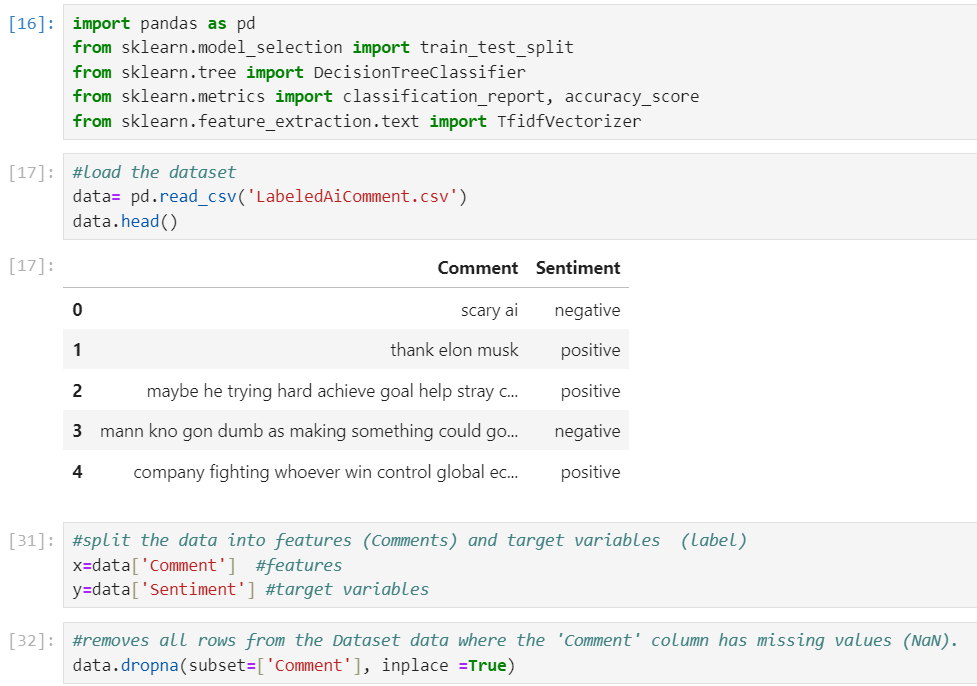 [16]: import pandas as pd
from sklearn.model_selection import train_test_split
from sklearn.tree import DecisionTreeClassifier
from sklearn.metrics import classification_report, accuracy_score
from sklearn.feature_extraction.text import TfidfVectorizer
[17]: #load the dataset
data= pd.read_csv('LabeledAiComment.csv')
data.head()
[17]: Comment Sentiment
0 scary ai negative
1 thank elon musk positive
2 maybe he trying hard achieve goal help stray c... positive
3 mann kno gon dumb as making something could go... negative
4 company fighting whoever win control global ec... positive
[31]: #split the data into features (Comments) and target variables  (label)
x=data['Comment']  #features
y=data['Sentiment'] #target variables
[32]: #removes all rows from the Dataset data where the 'Comment' column has missing values (NaN).
data.dropna(subset=['Comment'], inplace =True)